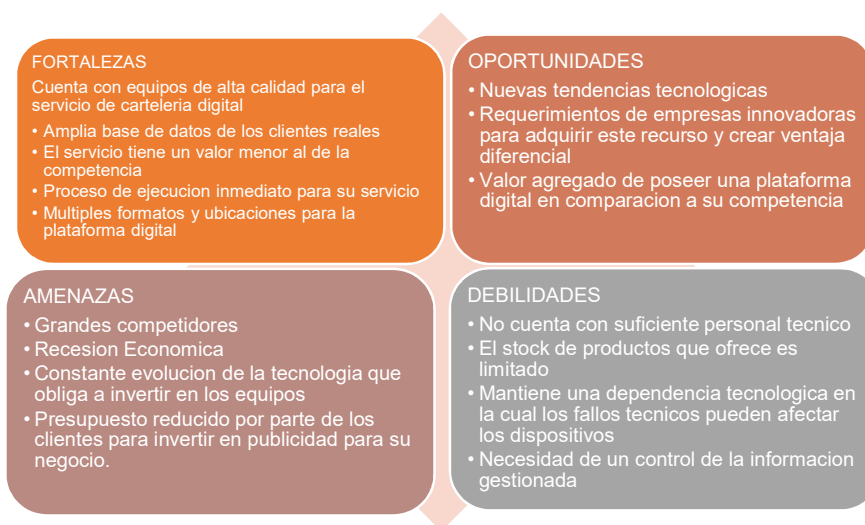 FORTALEZAS
Cuenta con equipos de alta calidad para el
servicio de carteleria digital
• Amplia base de datos de los clientes reales
• El servicio tiene un valor menor al de la
competencia
• Proceso de ejecucion inmediato para su servicio
• Multiples formatos y ubicaciones para la
plataforma digital
OPORTUNIDADES
• Nuevas tendencias tecnologicas
• Requerimientos de empresas innovadoras
para adquirir este recurso y crear ventaja
diferencial
• Valor agregado de poseer una plataforma
digital en comparacion a su competencia
AMENAZAS
• Grandes competidores
• Recesion Economica
• Constante evolucion de la tecnologia que
obliga a invertir en los equipos
• Presupuesto reducido por parte de los
clientes para invertir en publicidad para su
negocio.
DEBILIDADES
• No cuenta con suficiente personal tecnico
• El stock de productos que ofrece es
limitado
• Mantiene una dependencia tecnologica en
la cual los fallos tecnicos pueden afectar
los dispositivos
• Necesidad de un control de la informacion
gestionada